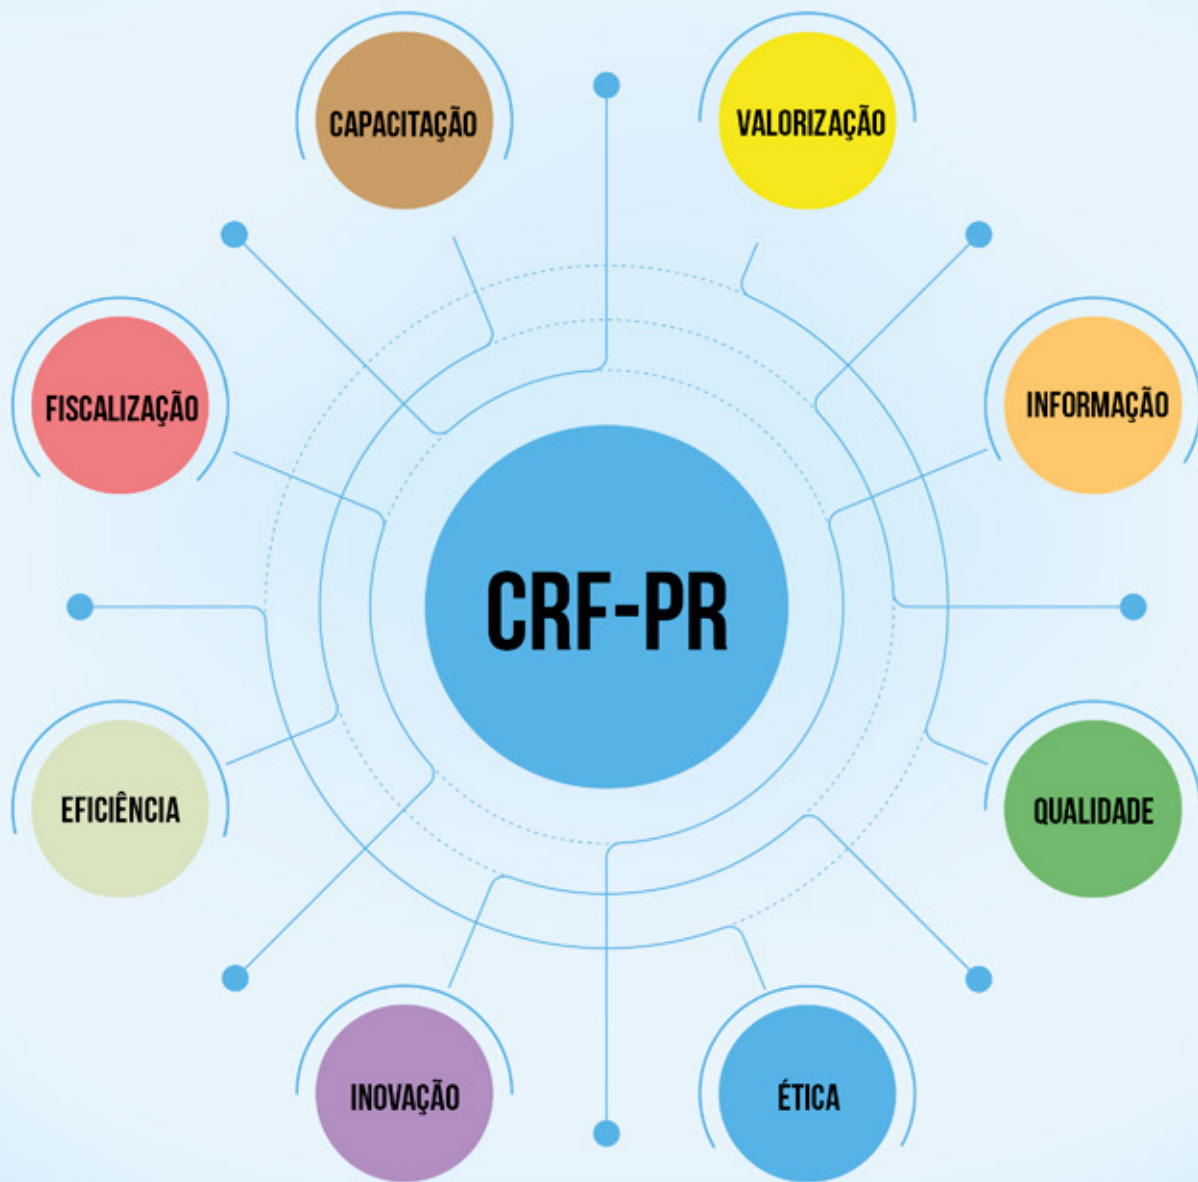 CAPACITAÇÃO
VALORIZAÇÃO
FISCALIZAÇÃO
INFORMAÇÃO
CRF-PR
EFICIÊNCIA
QUALIDADE
INOVAÇÃO
ÉTICA